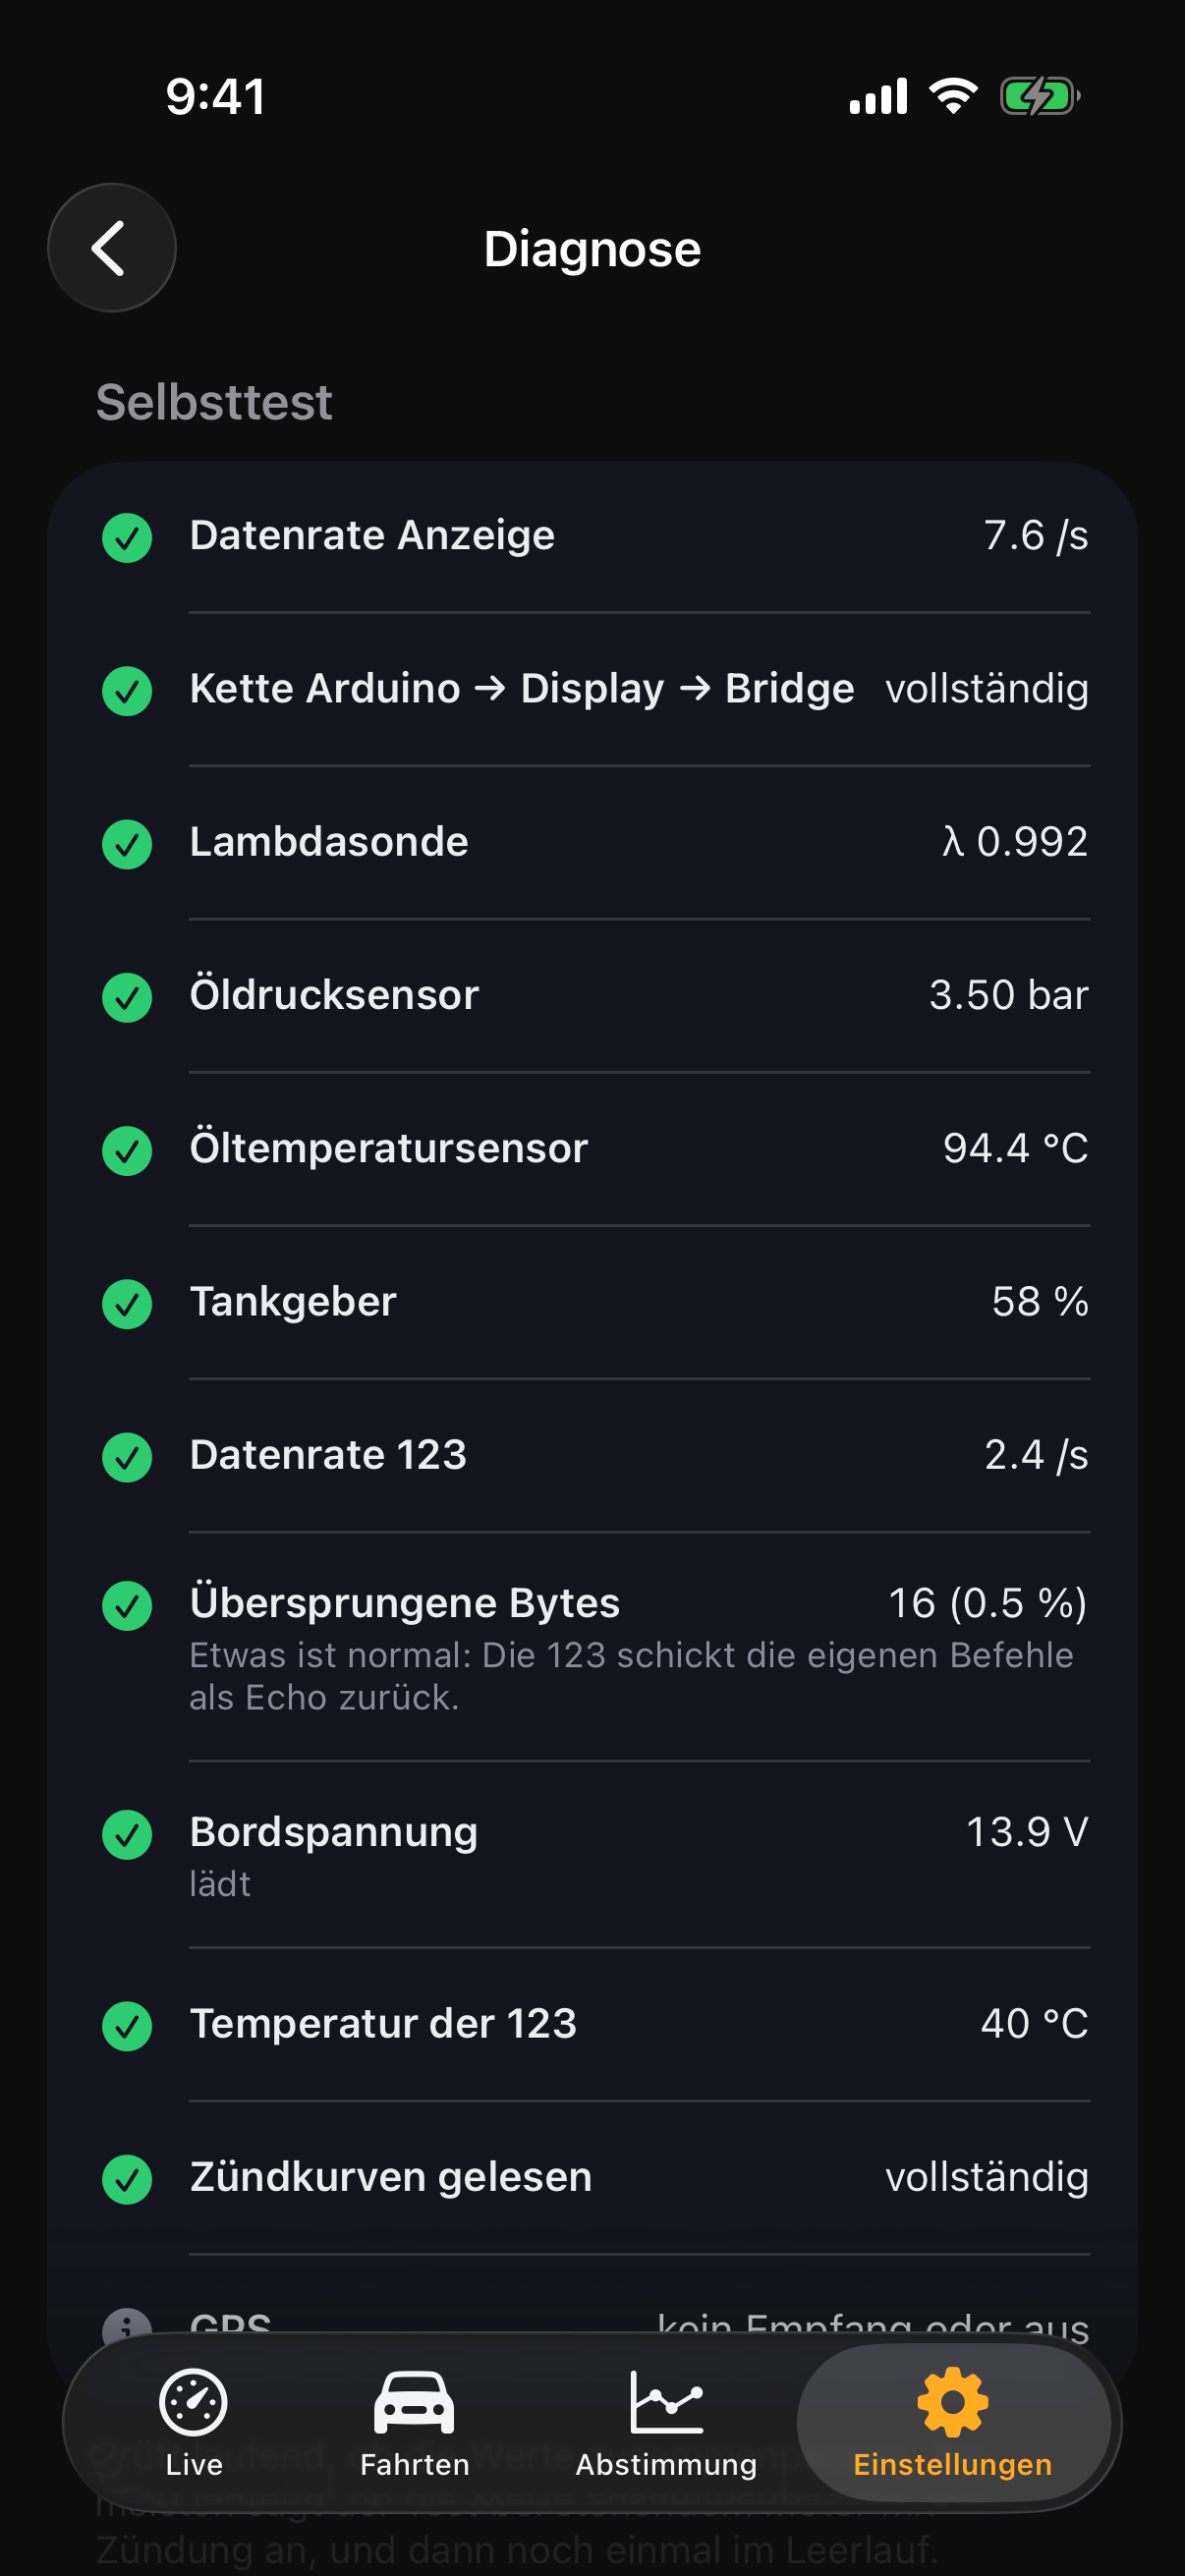 9:41
Diagnose
Selbsttest
Datenrate Anzeige 7.6 /s
Kette Arduino → Display → Bridge vollständig
Lambdasonde λ 0.992
Öldrucksensor 3.50 bar
Öltemperatursensor 94.4 °C
Tankgeber 58 %
Datenrate 123 2.4 /s
Übersprungene Bytes 16 (0.5 %)
Etwas ist normal: Die 123 schickt die eigenen Befehle
als Echo zurück.
Bordspannung 13.9 V
lädt
Temperatur der 123 40 °C
Zündkurven gelesen vollständig
GPS kein Empfang oder aus
Live Fahrten Abstimmung Einstellungen
Zündung an, und dann noch einmal im Leerlauf.